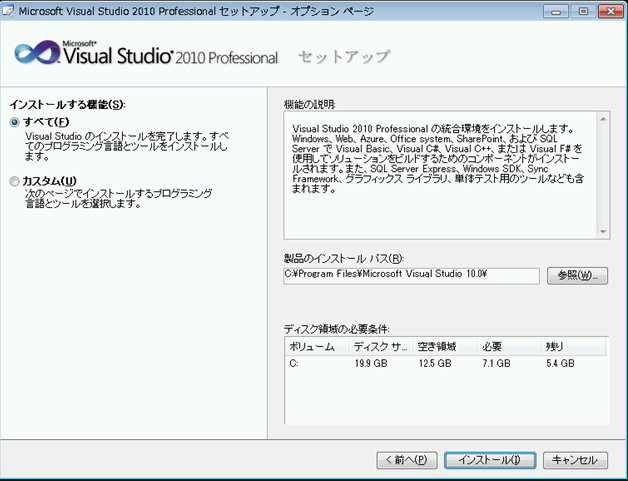 Microsoft Visual Studio 2010 Professional セットアップ - オプション ページ
Microsoft®
Visual Studio® 2010 Professional セットアップ
インストールする機能(S):
すべて(F)
Visual Studio のインストールを完了します。すべ
てのプログラミング言語とツールをインストールし
ます。
カスタム(U)
次のページでインストールするプログラミング
言語とツールを選択します。
機能の説明:
Visual Studio 2010 Professional の統合環境をインストールします。
Windows、Web、Azure、Office system、SharePoint、および SQL
Server で Visual Basic、Visual C#、Visual C++、または Visual F# を
使用してソリューションをビルドするためのコンポーネントがインストー
ルされます。また、SQL Server Express、Windows SDK、Sync
Framework、グラフィックス ライブラリ、単体テスト用のツールなども含
まれます。
製品のインストール パス(R):
C:¥Program Files¥Microsoft Visual Studio 10.0¥
参照(W)...
ディスク領域の必要条件:
ボリューム ディスク サ... 空き領域 必要 残り
C: 19.9 GB 12.5 GB 7.1 GB 5.4 GB
< 前へ(P) インストール(I) キャンセル